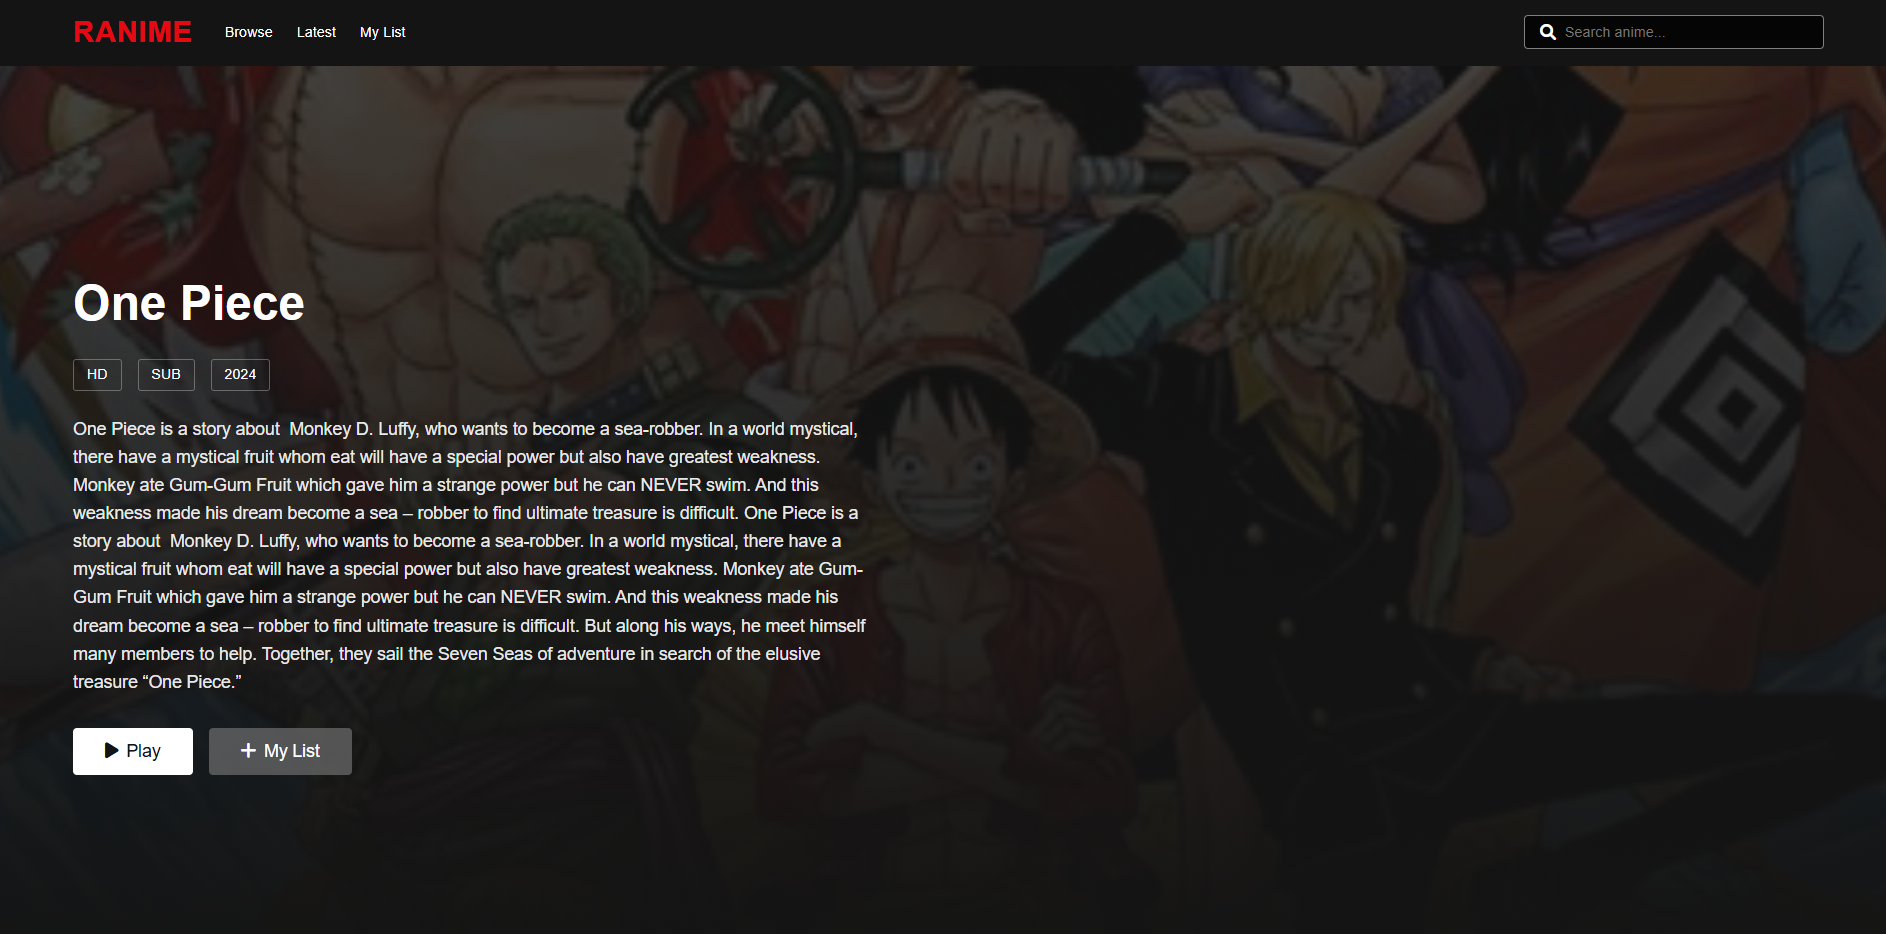 RANIME Browse Latest My List Search anime...
One Piece
HD SUB 2024
One Piece is a story about  Monkey D. Luffy, who wants to become a sea-robber. In a world mystical,
there have a mystical fruit whom eat will have a special power but also have greatest weakness.
Monkey ate Gum-Gum Fruit which gave him a strange power but he can NEVER swim. And this
weakness made his dream become a sea – robber to find ultimate treasure is difficult. One Piece is a
story about  Monkey D. Luffy, who wants to become a sea-robber. In a world mystical, there have a
mystical fruit whom eat will have a special power but also have greatest weakness. Monkey ate Gum-
Gum Fruit which gave him a strange power but he can NEVER swim. And this weakness made his
dream become a sea – robber to find ultimate treasure is difficult. But along his ways, he meet himself
many members to help. Together, they sail the Seven Seas of adventure in search of the elusive
treasure “One Piece.”
Play My List